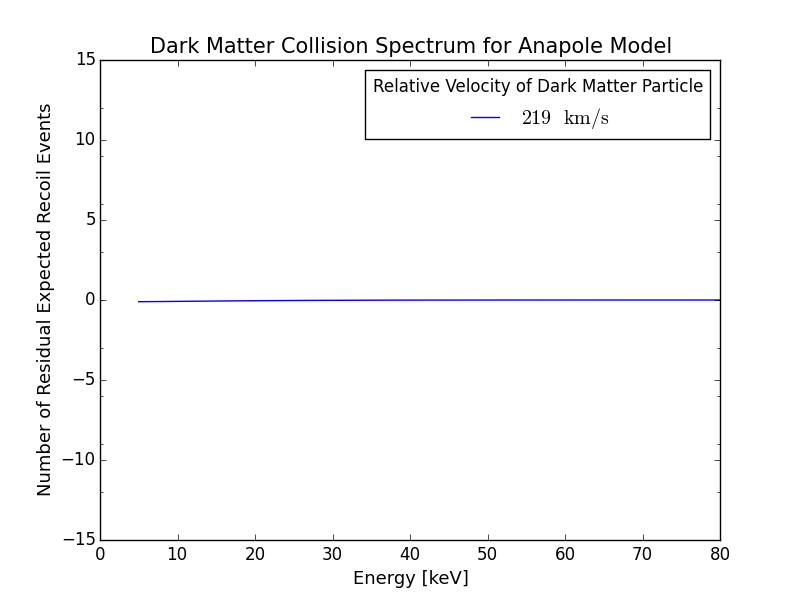 Dark Matter Collision Spectrum for Anapole Model
Relative Velocity of Dark Matter Particle
219 km/s
Number of Residual Expected Recoil Events
15
10
5
0
−5
−10
−15
0 10 20 30 40 50 60 70 80
Energy [keV]